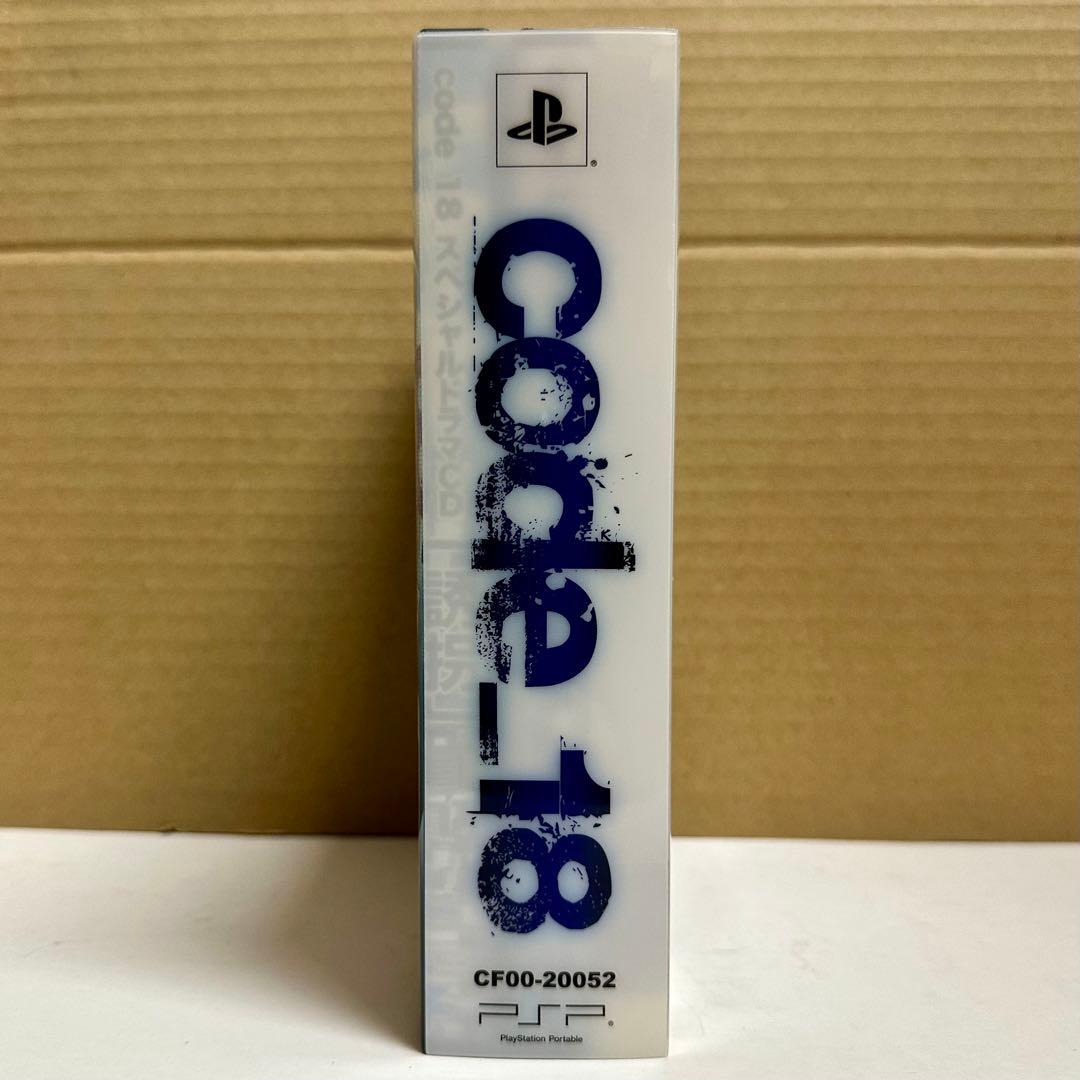 code_18
CF00-20052
PSP®
PlayStation Portable
code 18 スペシャルドラマCD